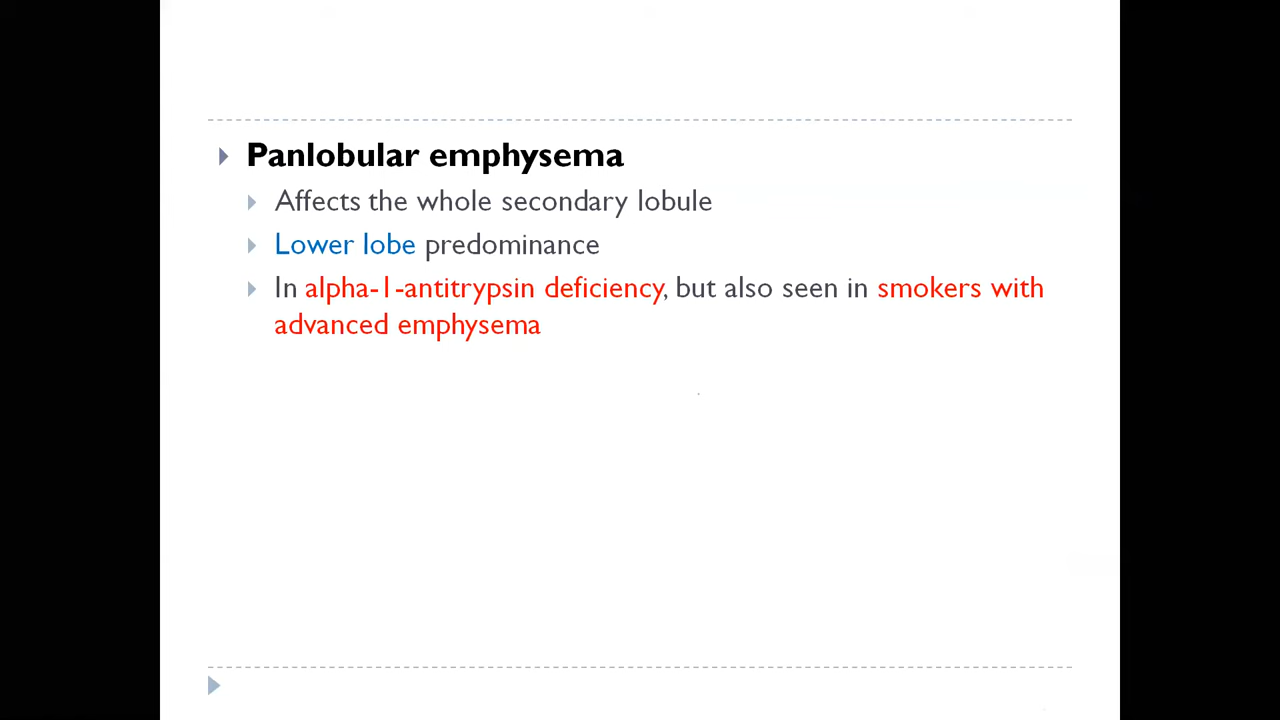 Panlobular emphysema
Affects the whole secondary lobule
Lower lobe predominance
In alpha-1-antitrypsin deficiency, but also seen in smokers with
advanced emphysema